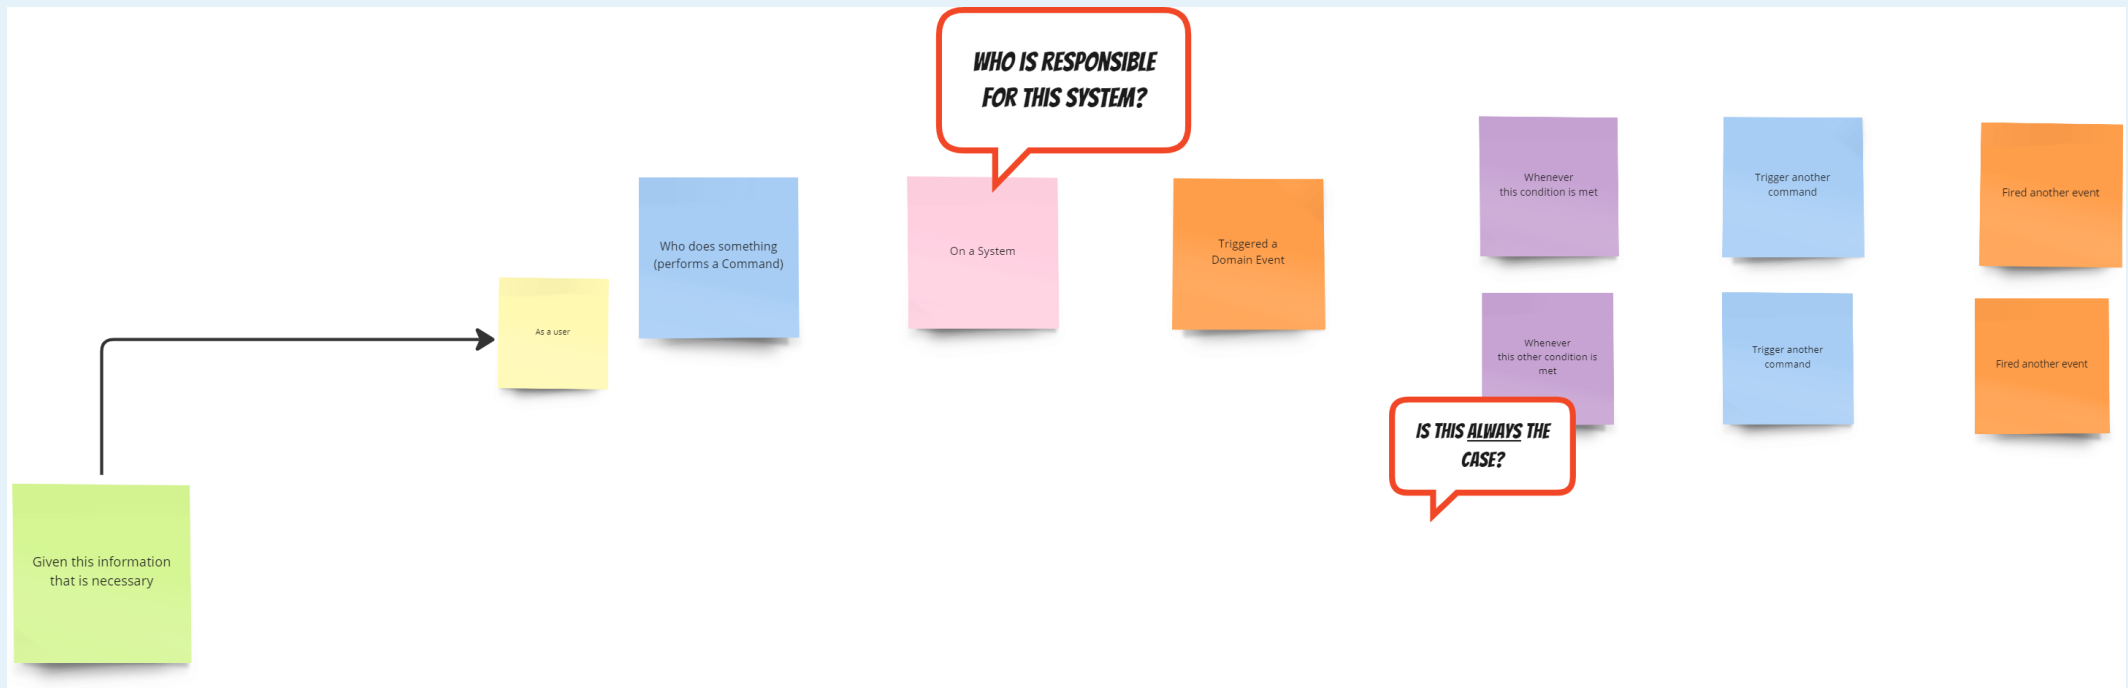 WHO IS RESPONSIBLE
FOR THIS SYSTEM?
Given this information
that is necessary
As a user
Who does something
(performs a Command)
On a System
Triggered a
Domain Event
Whenever
this condition is met
Trigger another
command
Fired another event
Whenever
this other condition is
met
IS THIS ALWAYS THE
CASE?
Trigger another
command
Fired another event